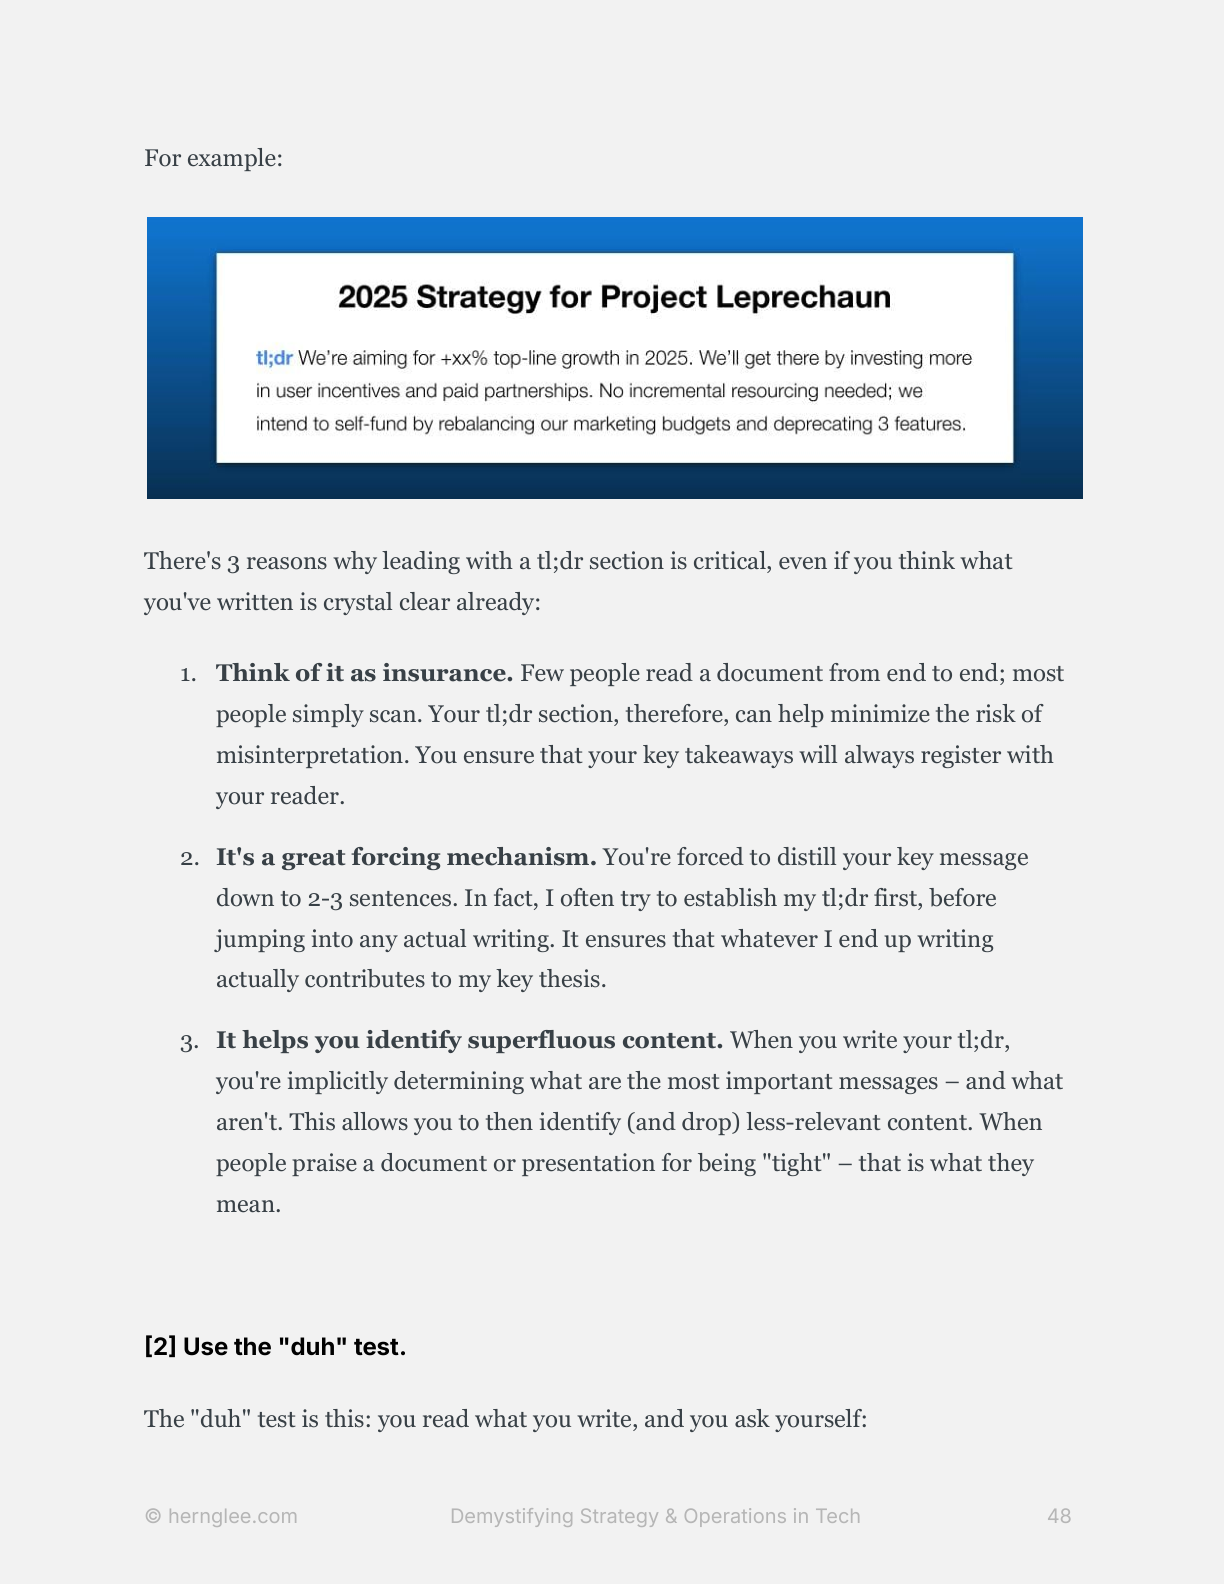 For example:
2025 Strategy for Project Leprechaun
tl;dr We're aiming for +xx% top-line growth in 2025. We'll get there by investing more
in user incentives and paid partnerships. No incremental resourcing needed; we
intend to self-fund by rebalancing our marketing budgets and deprecating 3 features.
There's 3 reasons why leading with a tl;dr section is critical, even if you think what
you've written is crystal clear already:
1. Think of it as insurance. Few people read a document from end to end; most
people simply scan. Your tl;dr section, therefore, can help minimize the risk of
misinterpretation. You ensure that your key takeaways will always register with
your reader.
2. It's a great forcing mechanism. You're forced to distill your key message
down to 2-3 sentences. In fact, I often try to establish my tl;dr first, before
jumping into any actual writing. It ensures that whatever I end up writing
actually contributes to my key thesis.
3. It helps you identify superfluous content. When you write your tl;dr,
you're implicitly determining what are the most important messages – and what
aren't. This allows you to then identify (and drop) less-relevant content. When
people praise a document or presentation for being "tight" – that is what they
mean.
[2] Use the "duh" test.
The "duh" test is this: you read what you write, and you ask yourself:
© hernglee.com Demystifying Strategy & Operations in Tech 48